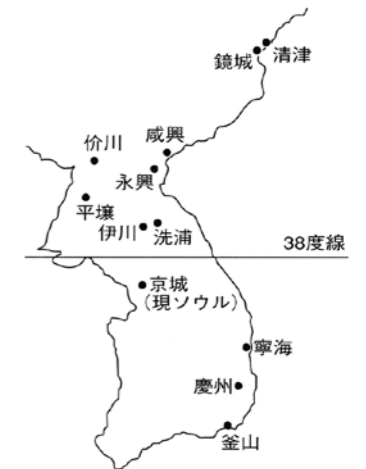 清津
鏡城
咸興
价川
永興
平壌
伊川
洗浦
38度線
京城
（現ソウル）
寧海
慶州
釜山